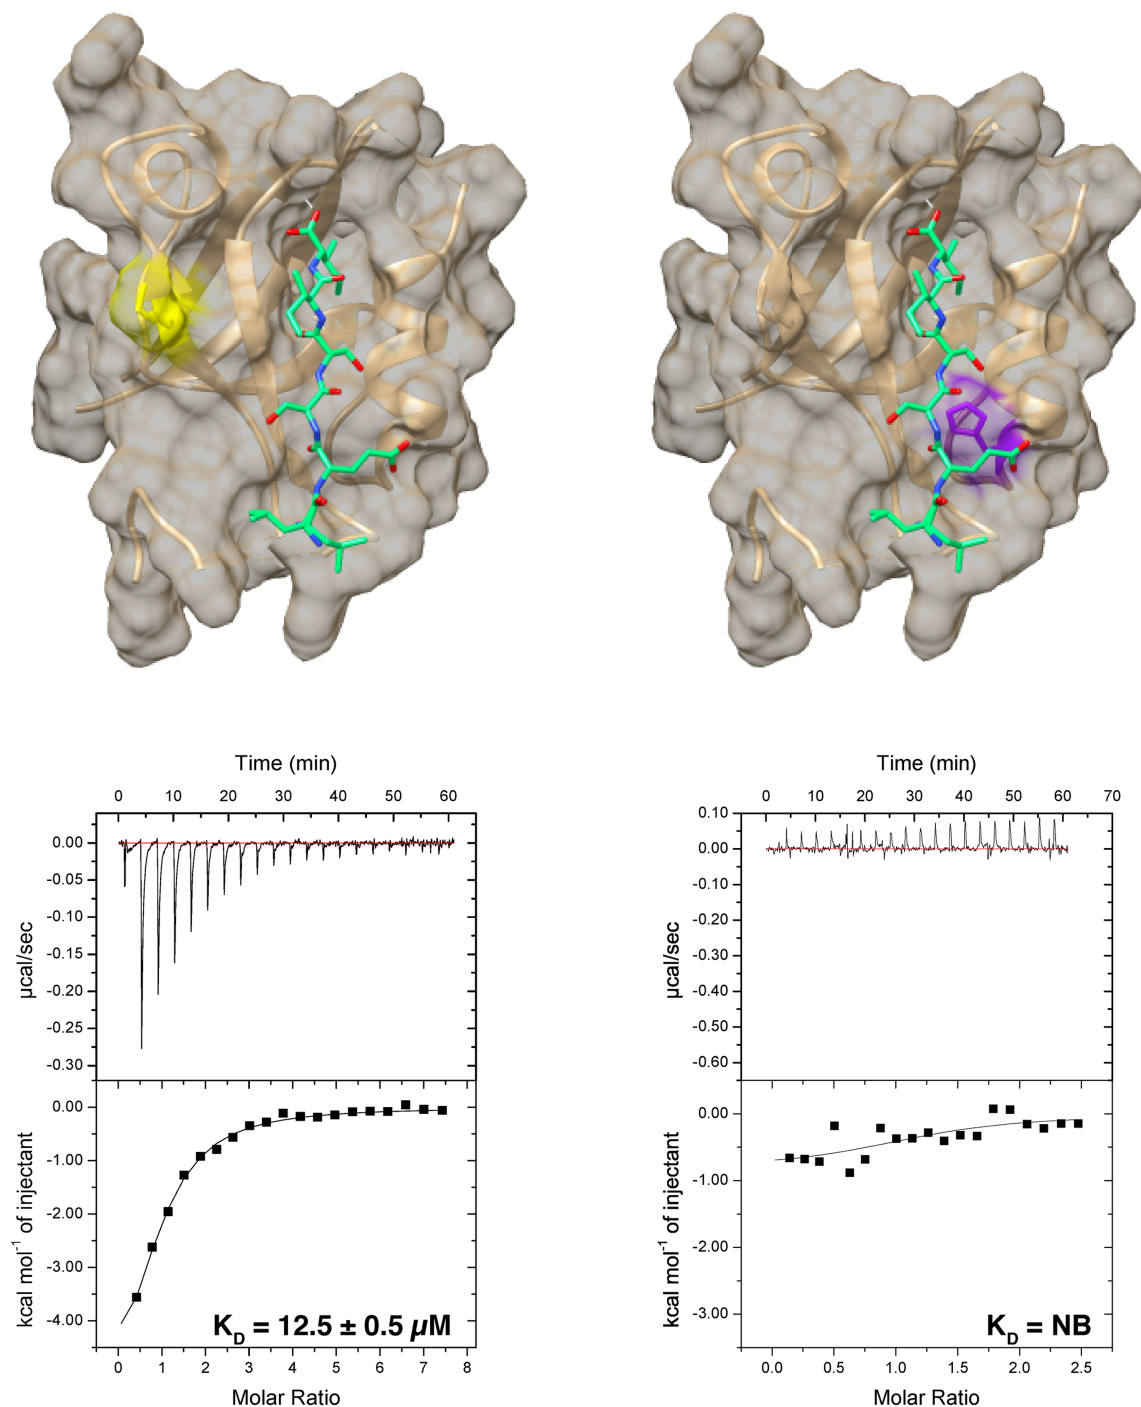 Time (min)
0 10 20 30 40 50 60
0.00
-0.05
-0.10
-0.15
-0.20
-0.25
-0.30
µcal/sec
0.00
-1.00
-2.00
-3.00
-4.00
kcal mol⁻¹ of injectant
K_D = 12.5 ± 0.5 µM
0 1 2 3 4 5 6 7 8
Molar Ratio
Time (min)
0 10 20 30 40 50 60 70
0.10
0.00
-0.10
-0.20
-0.30
-0.40
-0.50
-0.60
µcal/sec
0.00
-1.00
-2.00
-3.00
kcal mol⁻¹ of injectant
K_D = NB
0.0 0.5 1.0 1.5 2.0 2.5
Molar Ratio